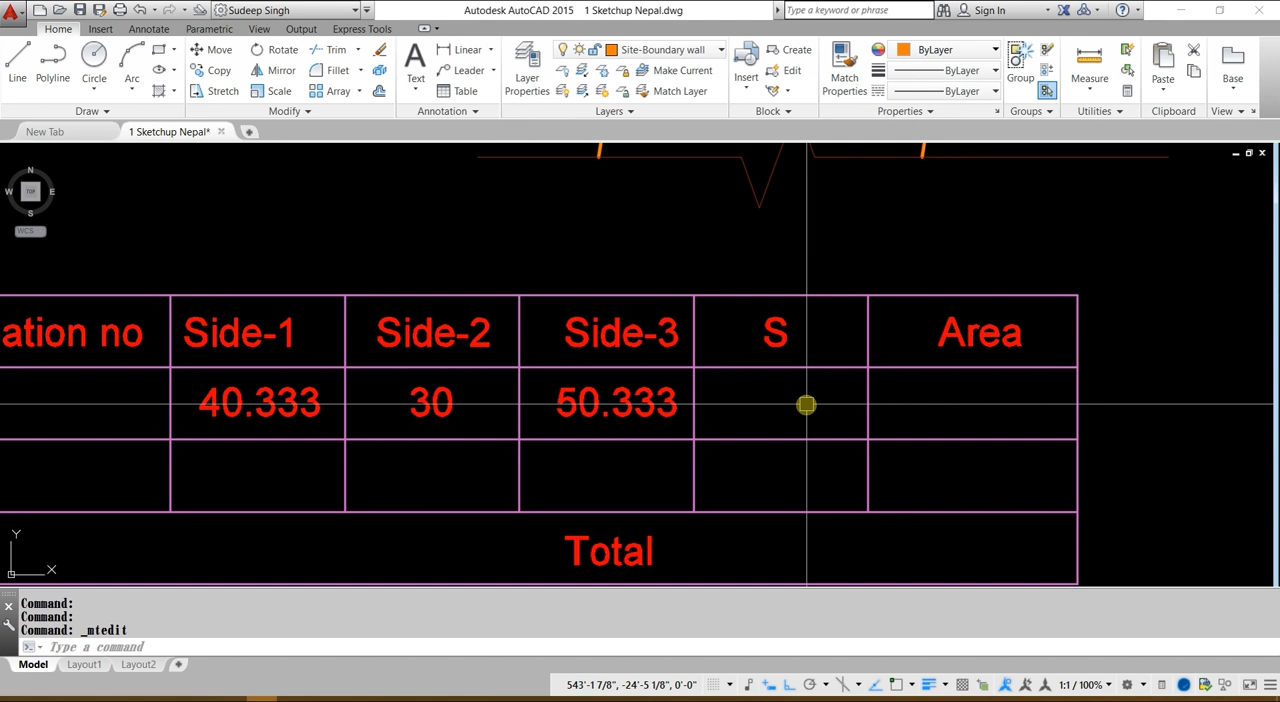 Sudeep Singh
Autodesk AutoCAD 2015 1 Sketchup Nepal.dwg
Type a keyword or phrase
Sign In
Home Insert Annotate Parametric View Output Express Tools
Line Polyline Circle Arc
Move Rotate Trim
Copy Mirror Fillet
Stretch Scale Array
Text
Linear
Leader
Table
Layer Properties
Site-Boundary wall
Make Current
Match Layer
Insert
Create
Edit
Match Properties
ByLayer
ByLayer
ByLayer
Group
Measure
Paste
Base
Draw Modify Annotation Layers Block Properties Groups Utilities Clipboard View
New Tab 1 Sketchup Nepal*
N
W TOP E
S
WCS
ation no Side-1 Side-2 Side-3 S Area
40.333 30 50.333
Total
Y
X
Command:
Command:
Command: _mtedit
Type a command
Model Layout1 Layout2
543'-1 7/8", -24'-5 1/8", 0'-0"
1:1 / 100%